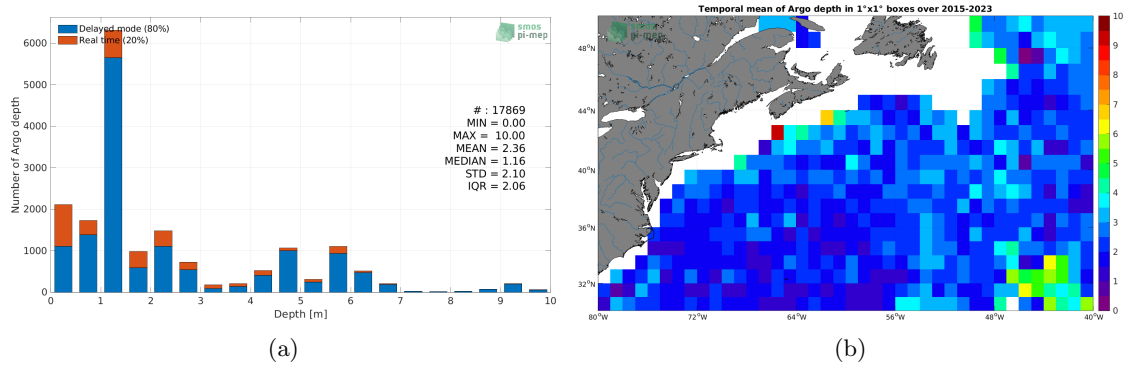 Delayed mode (80%)
Real time (20%)
smos
pi-mep
6000
5000
4000
3000
2000
1000
0
Number of Argo depth
# : 17869
MIN = 0.00
MAX = 10.00
MEAN = 2.36
MEDIAN = 1.16
STD = 2.10
IQR = 2.06
0 1 2 3 4 5 6 7 8 9 10
Depth [m]
(a)
Temporal mean of Argo depth in 1°x1° boxes over 2015-2023
smos
pi-mep
48°N
44°N
40°N
36°N
32°N
80°W 72°W 64°W 56°W 48°W 40°W
10
9
8
7
6
5
4
3
2
1
0
(b)